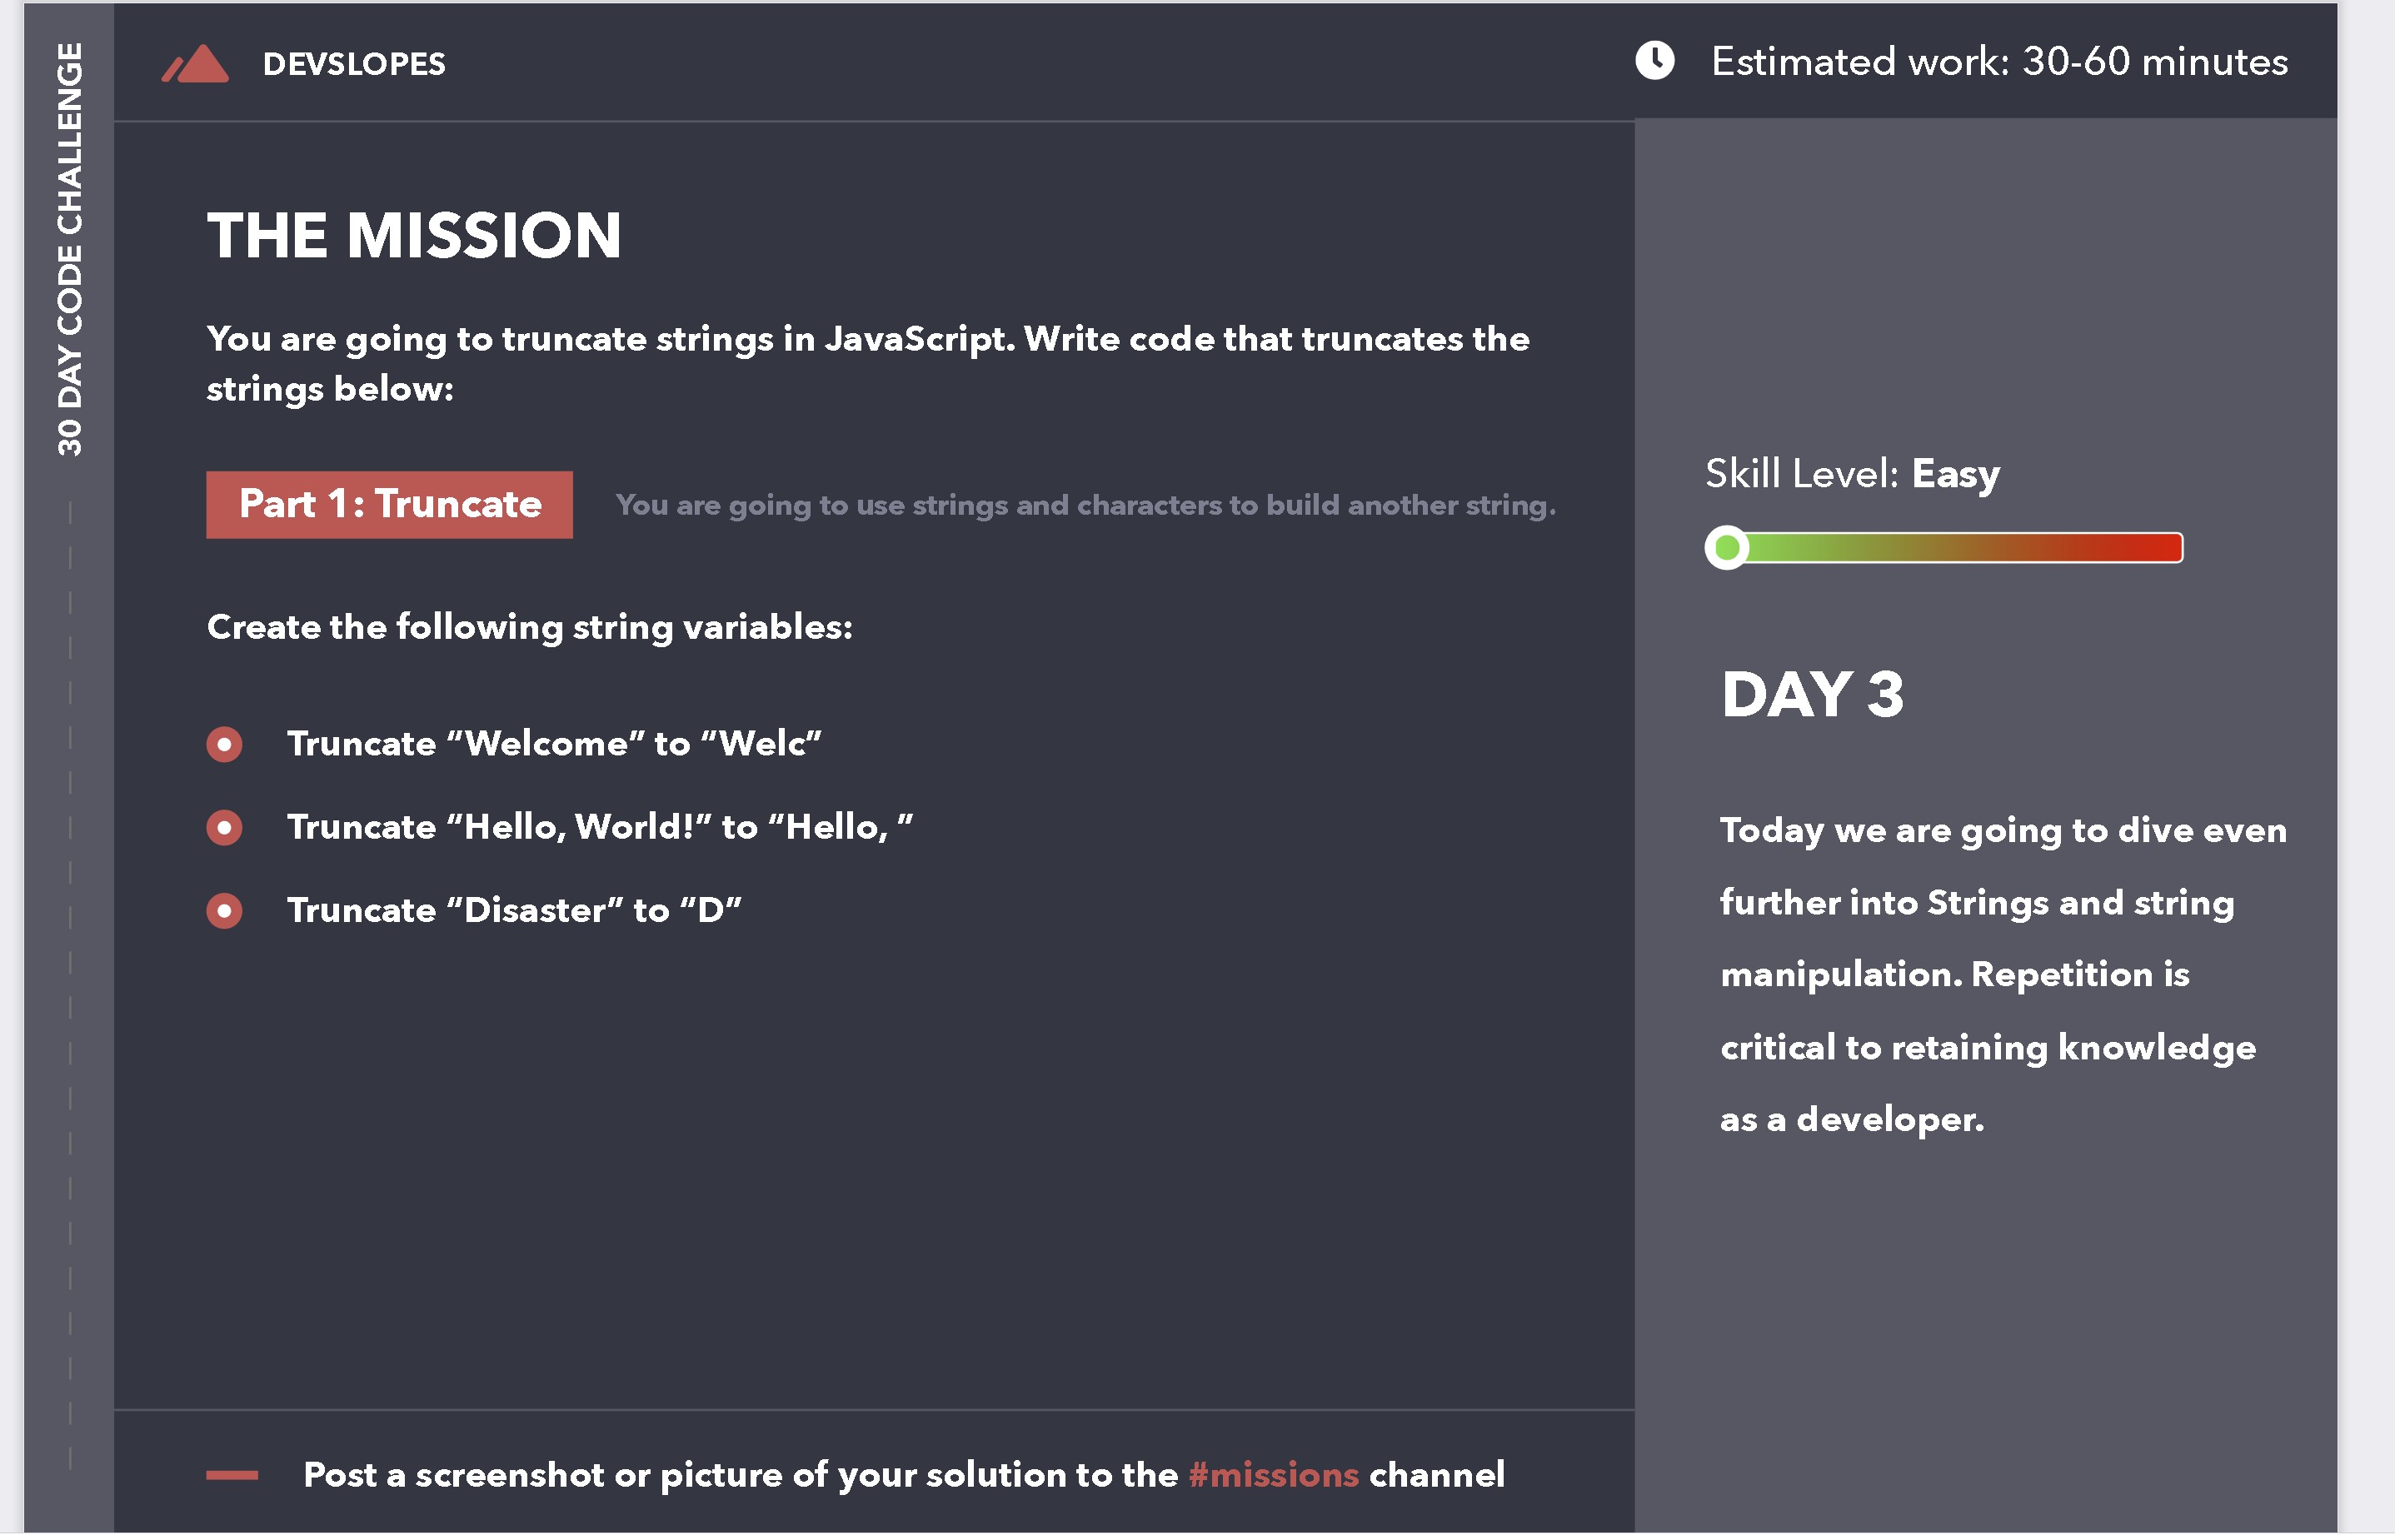 30 DAY CODE CHALLENGE
DEVSLOPES
Estimated work: 30-60 minutes
THE MISSION
You are going to truncate strings in JavaScript. Write code that truncates the
strings below:
Part 1: Truncate
You are going to use strings and characters to build another string.
Create the following string variables:
Truncate “Welcome” to “Welc”
Truncate “Hello, World!” to “Hello, ”
Truncate “Disaster” to “D”
Post a screenshot or picture of your solution to the #missions channel
Skill Level: Easy
DAY 3
Today we are going to dive even
further into Strings and string
manipulation. Repetition is
critical to retaining knowledge
as a developer.